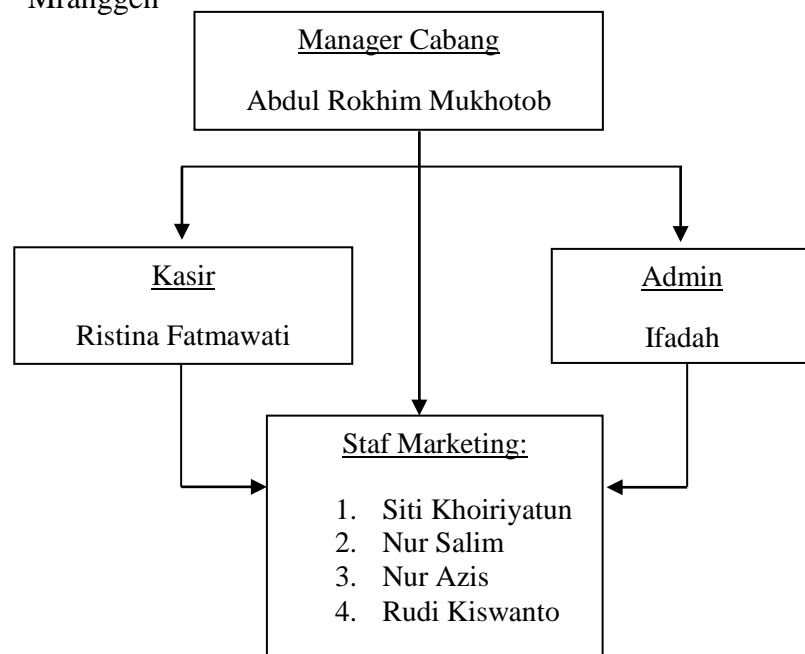 Mranggen
Manager Cabang
Abdul Rokhim Mukhotob
Kasir
Ristina Fatmawati
Admin
Ifadah
Staf Marketing:
1. Siti Khoiriyatun
2. Nur Salim
3. Nur Azis
4. Rudi Kiswanto